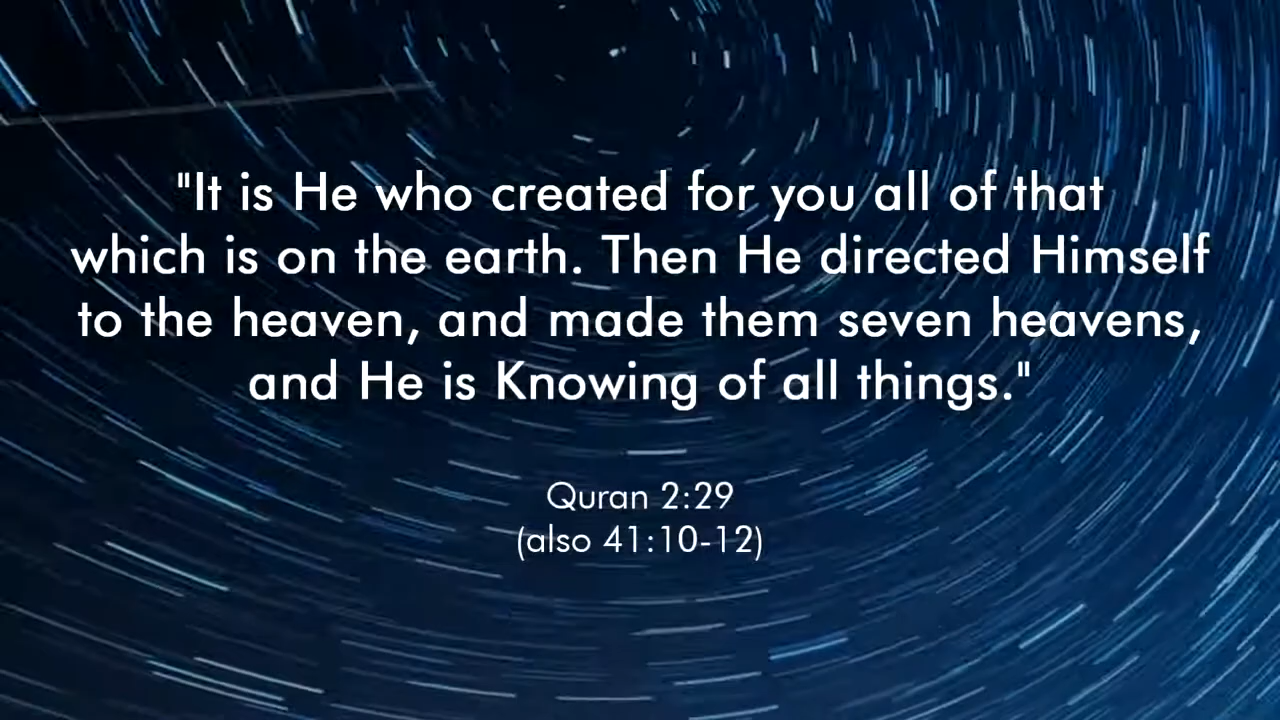 "It is He who created for you all of that
which is on the earth. Then He directed Himself
to the heaven, and made them seven heavens,
and He is Knowing of all things."
Quran 2:29
(also 41:10-12)